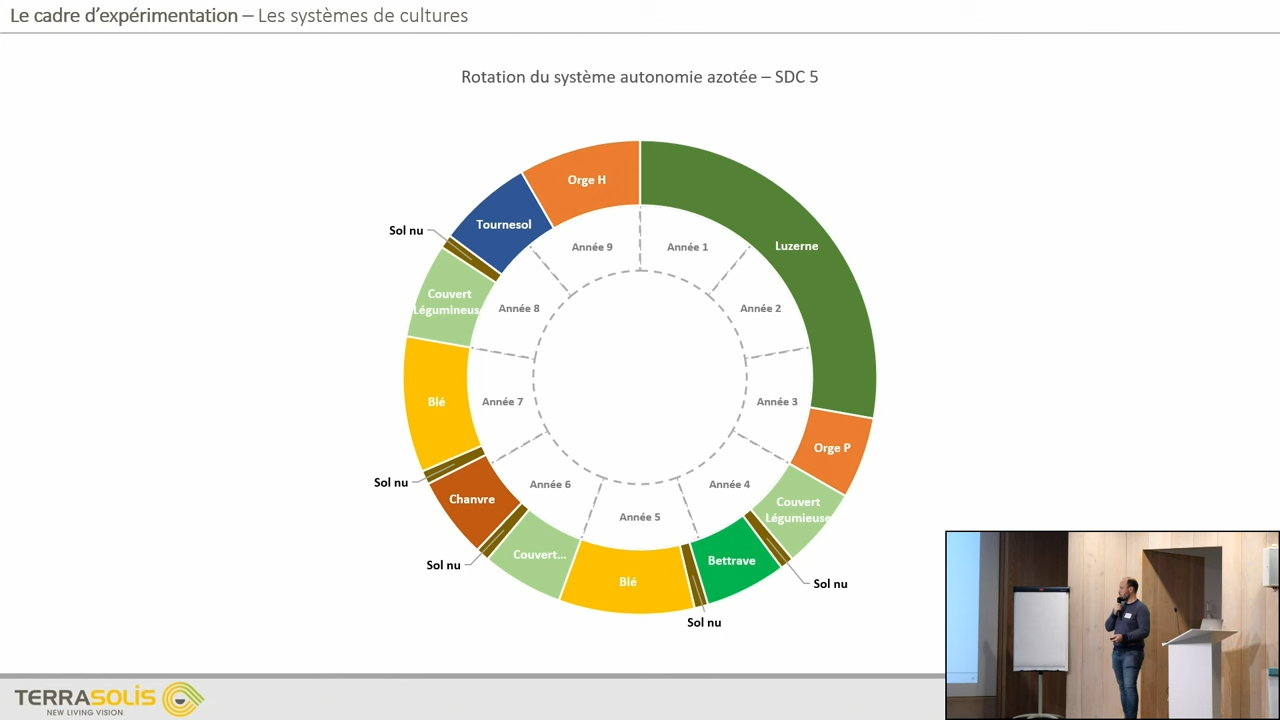 Le cadre d’expérimentation – Les systèmes de cultures
Rotation du système autonomie azotée – SDC 5
Orge H
Luzerne
Tournesol
Sol nu
Année 9
Année 1
Année 8
Année 2
Couvert
Légumineus
Blé
Année 7
Année 3
Orge P
Sol nu
Chanvre
Année 6
Année 4
Couvert
Légumieuse
Année 5
Sol nu
Couvert...
Blé
Bettrave
Sol nu
Sol nu
TERRASOLIS
NEW LIVING VISION